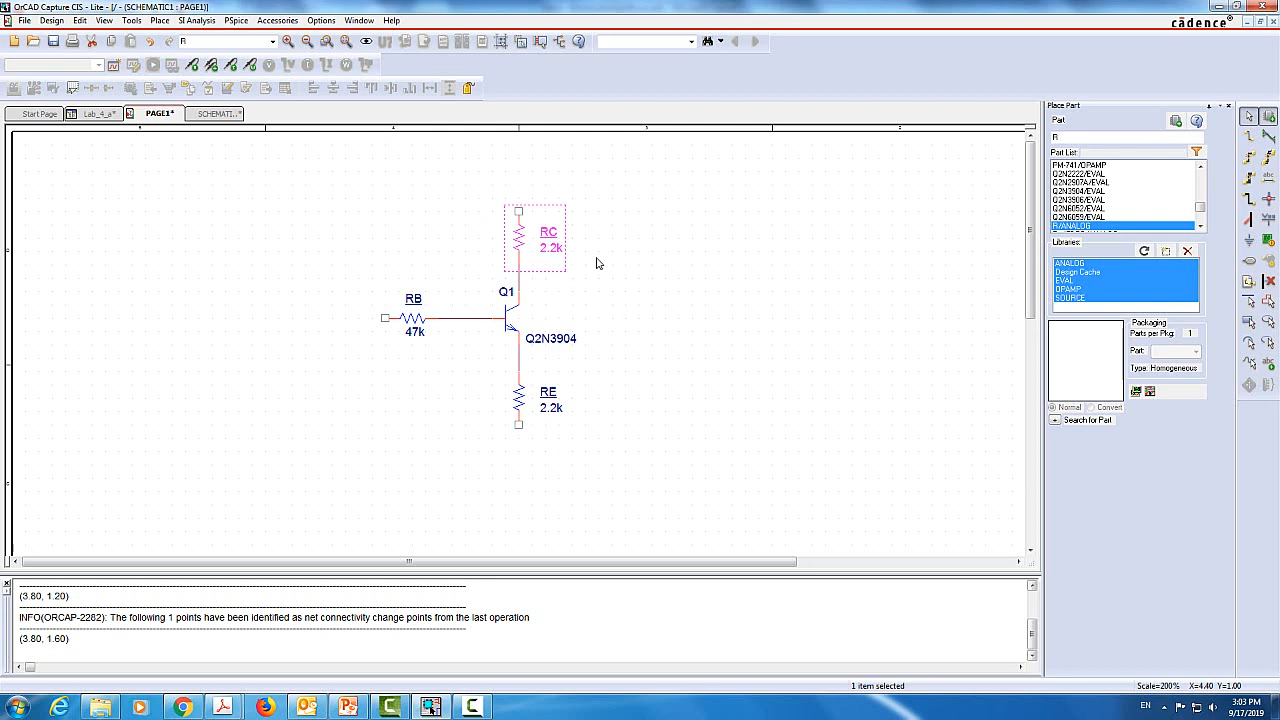 OrCAD Capture CIS - Lite - [/ - (SCHEMATIC1 : PAGE1)]
File Edit View Tools Place SI Analysis PSpice Accessories Options Window Help
cādence®
R
Start Page
Lab_4_a*
PAGE1*
SCHEMATI...*
Place Part
Part
R
Part List:
PM-741/OPAMP
Q2N2222/EVAL
Q2N2907A/EVAL
Q2N3904/EVAL
Q2N3906/EVAL
Q2N6052/EVAL
Q2N6059/EVAL
R/ANALOG
Libraries:
ANALOG
Design Cache
EVAL
OPAMP
SOURCE
Packaging
Parts per Pkg: 1
Part:
Type: Homogeneous
Normal Convert
Search for Part
RC
2.2k
Q1
RB
47k
Q2N3904
RE
2.2k
(3.80, 1.20)
INFO(ORCAP-2282): The following 1 points have been identified as net connectivity change points from the last operation
(3.80, 1.60)
1 item selected
Scale=200% X=4.40 Y=1.00
EN
3:03 PM
9/17/2019